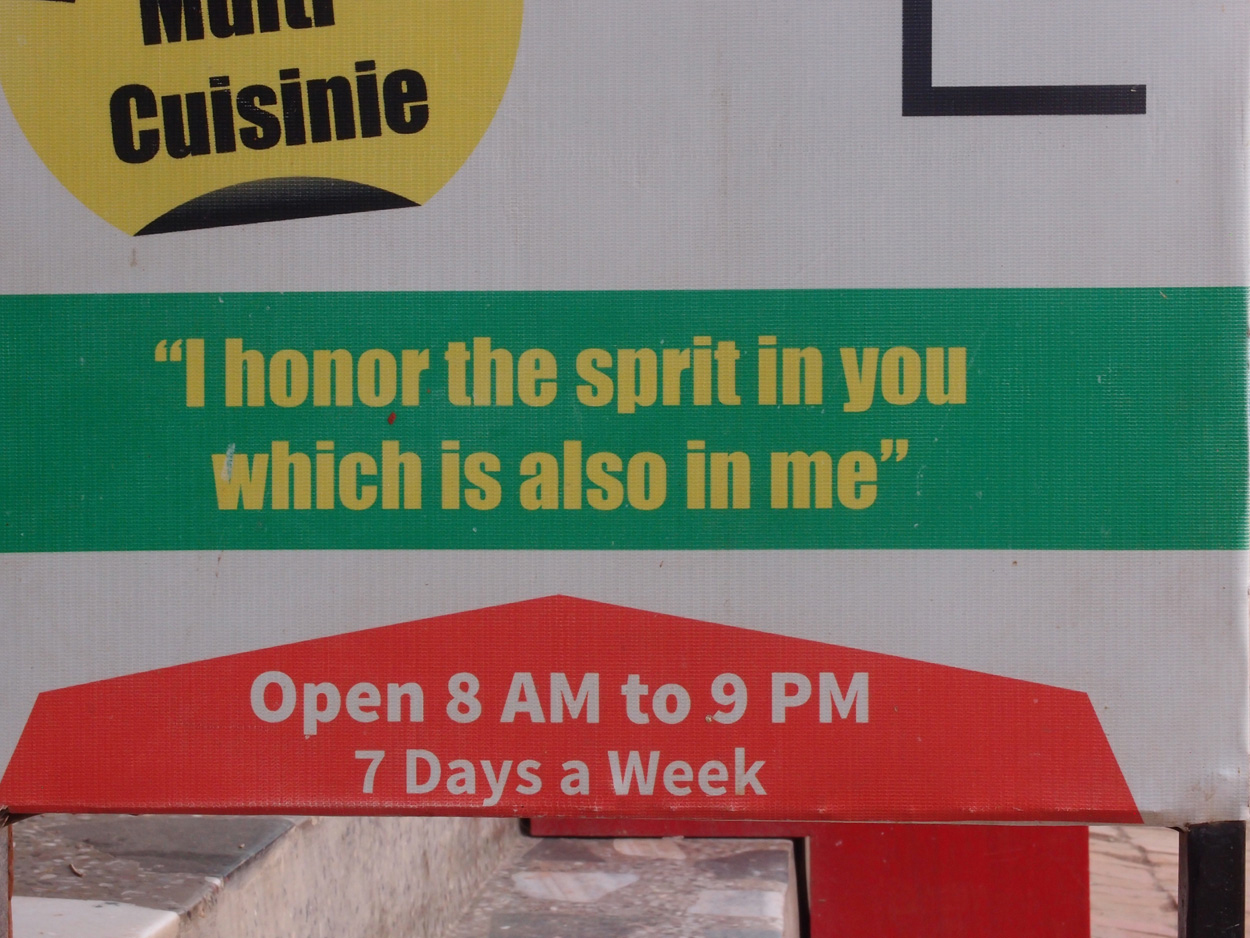 Multi
Cuisinie
“I honor the sprit in you
which is also in me”
Open 8 AM to 9 PM
7 Days a Week